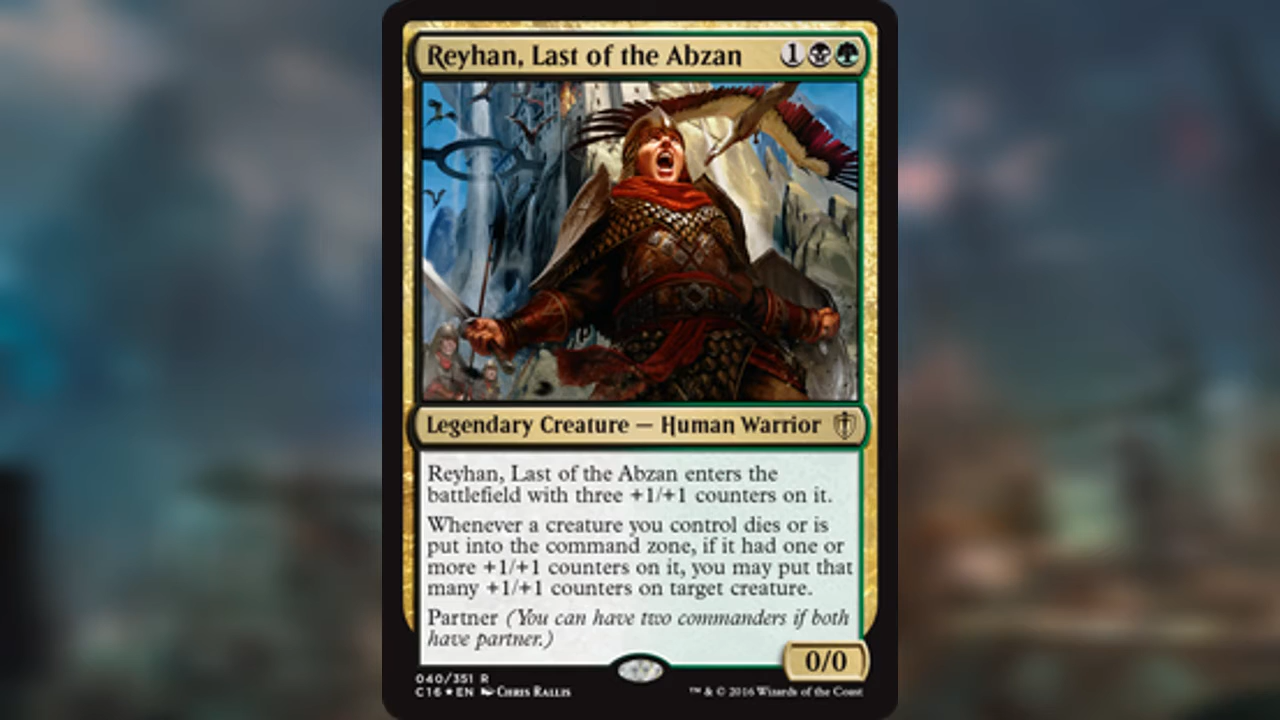 Reyhan, Last of the Abzan 1
Legendary Creature — Human Warrior
Reyhan, Last of the Abzan enters the
battlefield with three +1/+1 counters on it.
Whenever a creature you control dies or is
put into the command zone, if it had one or
more +1/+1 counters on it, you may put that
many +1/+1 counters on target creature.
Partner (You can have two commanders if both
have partner.)
0/0
040/351 R
C16★EN Chris Rallis ™ & © 2016 Wizards of the Coast